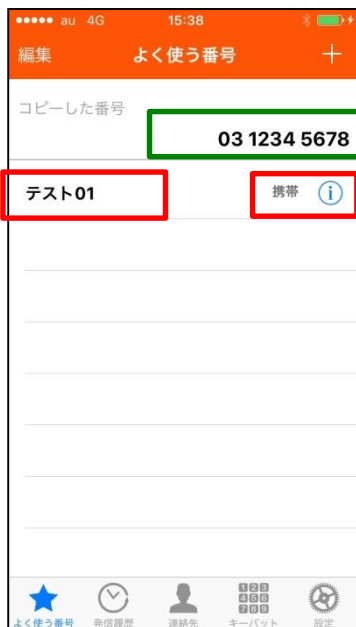 au 4G 15:38
編集 よく使う番号 +
コピーした番号
03 1234 5678
テスト01 携帯 i
よく使う番号 発信履歴 連絡先 キーパット 設定